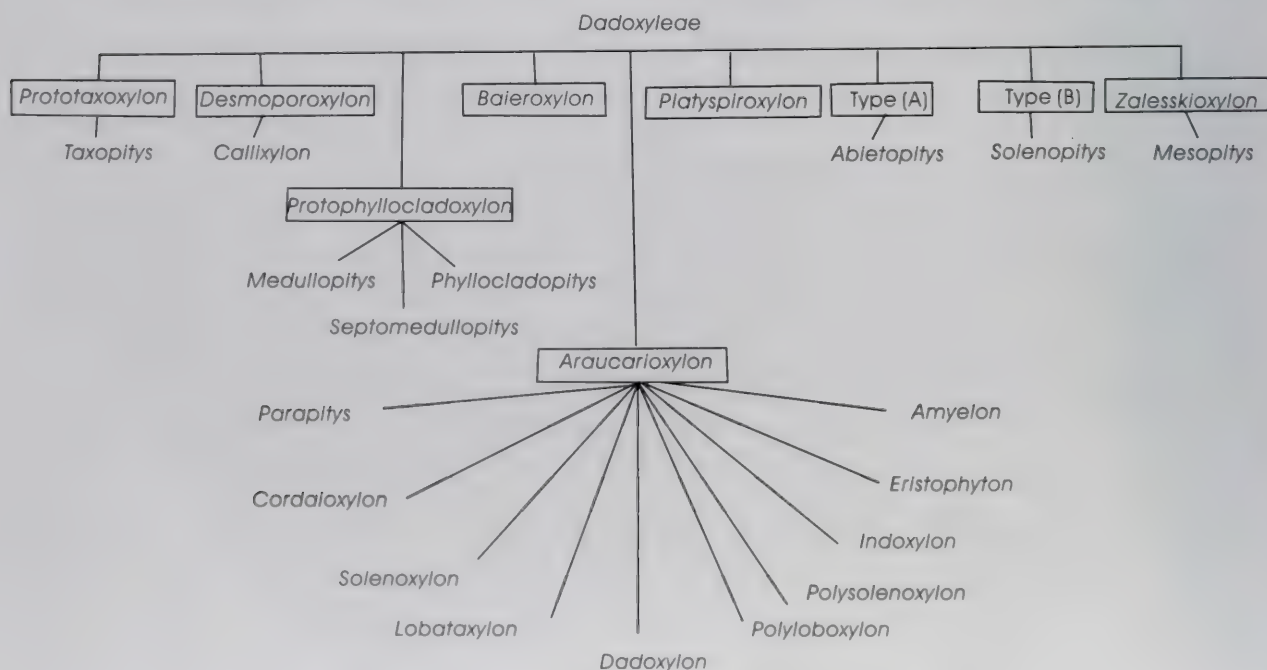 Dadoxyleae
Prototaxoxylon Desmoporoxylon Baieroxylon Platyspiroxylon Type (A) Type (B) Zalesskioxylon
Taxopitys Callixylon Abietopitys Solenopitys Mesopitys
Protophyllocladoxylon
Medullopitys Phyllocladopitys
Septomedullopitys
Araucarioxylon
Parapitys Amyelon
Cordaioxylon Eristophyton
Indoxylon
Solenoxylon Polysolenoxylon
Lobataxylon Polyloboxylon
Dadoxylon